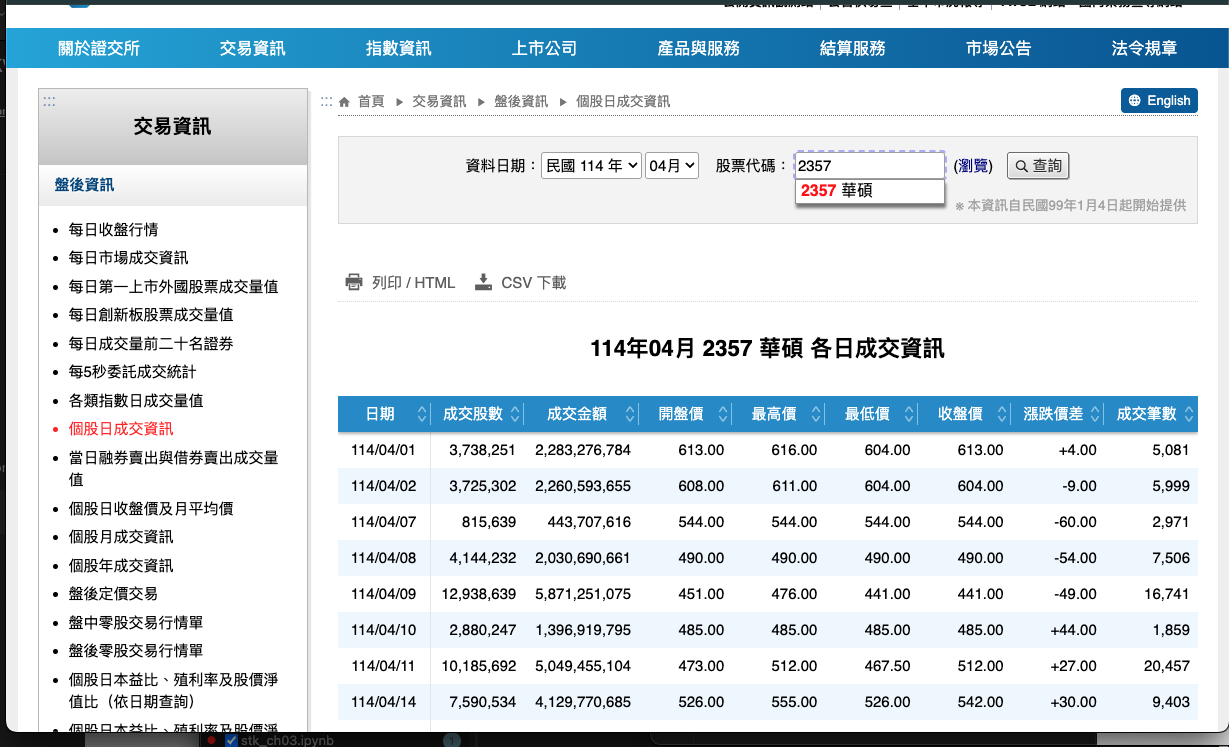 關於證交所 交易資訊 指數資訊 上市公司 產品與服務 結算服務 市場公告 法令規章
::: 交易資訊
盤後資訊
每日收盤行情
每日市場成交資訊
每日第一上市外國股票成交量值
每日創新板股票成交量值
每日成交量前二十名證券
每5秒委託成交統計
各類指數日成交量值
個股日成交資訊
當日融券賣出與借券賣出成交量
值
個股日收盤價及月平均價
個股月成交資訊
個股年成交資訊
盤後定價交易
盤中零股交易行情單
盤後零股交易行情單
個股日本益比、殖利率及股價淨
值比（依日期查詢）
個股日本益比、殖利率及股價淨
::: 首頁 ▶ 交易資訊 ▶ 盤後資訊 ▶ 個股日成交資訊
English
資料日期： 民國 114 年 04月 股票代碼： 2357 (瀏覽) 查詢
2357 華碩
※ 本資訊自民國99年1月4日起開始提供
列印 / HTML CSV 下載
114年04月 2357 華碩 各日成交資訊
日期 成交股數 成交金額 開盤價 最高價 最低價 收盤價 漲跌價差 成交筆數
114/04/01 3,738,251 2,283,276,784 613.00 616.00 604.00 613.00 +4.00 5,081
114/04/02 3,725,302 2,260,593,655 608.00 611.00 604.00 604.00 -9.00 5,999
114/04/07 815,639 443,707,616 544.00 544.00 544.00 544.00 -60.00 2,971
114/04/08 4,144,232 2,030,690,661 490.00 490.00 490.00 490.00 -54.00 7,506
114/04/09 12,938,639 5,871,251,075 451.00 476.00 441.00 441.00 -49.00 16,741
114/04/10 2,880,247 1,396,919,795 485.00 485.00 485.00 485.00 +44.00 1,859
114/04/11 10,185,692 5,049,455,104 473.00 512.00 467.50 512.00 +27.00 20,457
114/04/14 7,590,534 4,129,770,685 526.00 555.00 526.00 542.00 +30.00 9,403
stk_ch03.ipynb
1